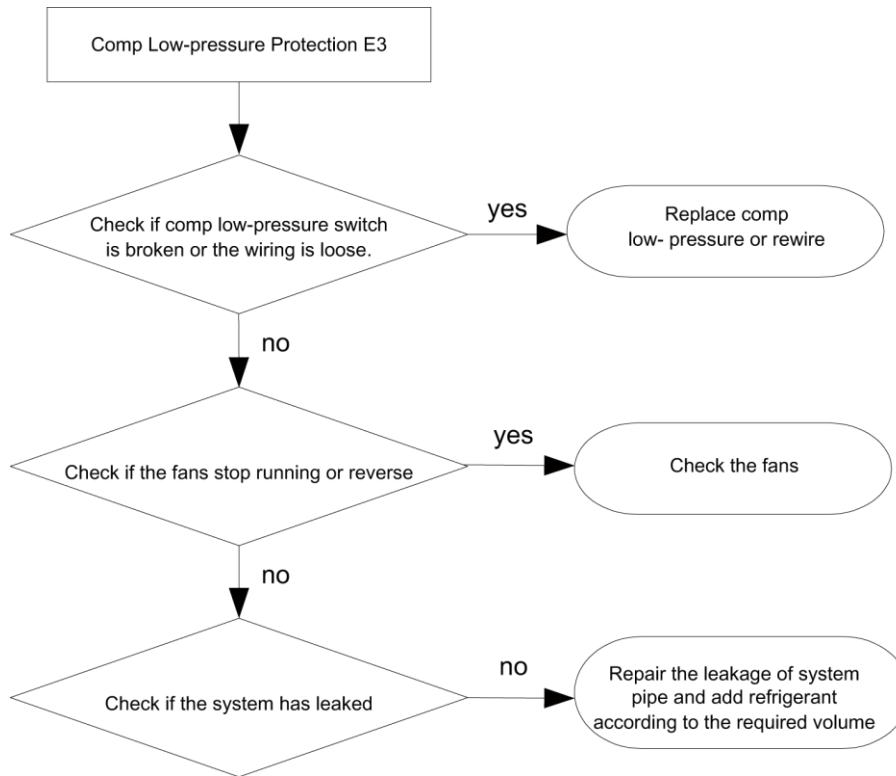 Comp Low-pressure Protection E3
Check if comp low-pressure switch
is broken or the wiring is loose.
yes
Replace comp
low- pressure or rewire
no
Check if the fans stop running or reverse
yes
Check the fans
no
Check if the system has leaked
no
Repair the leakage of system
pipe and add refrigerant
according to the required volume